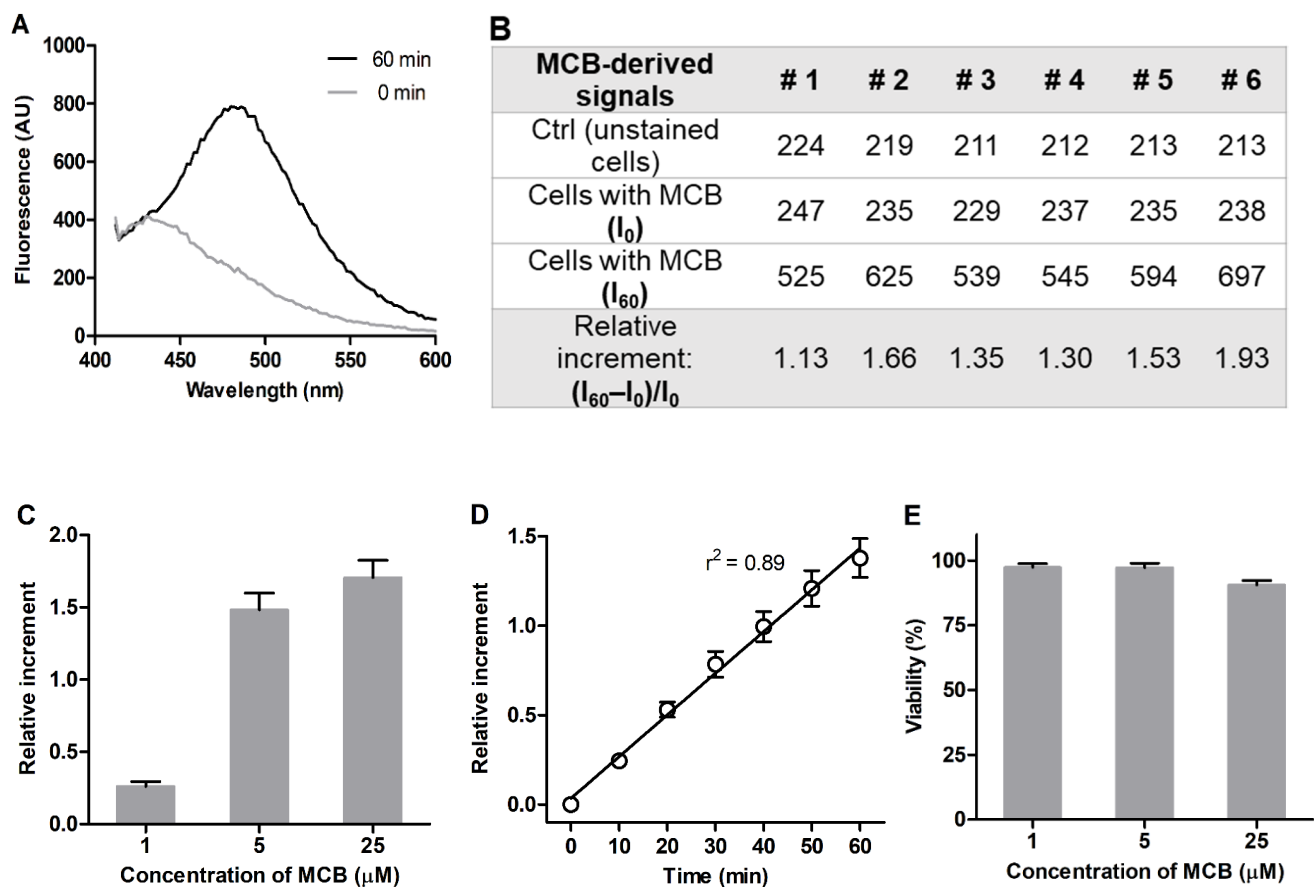 A
1000
800
600
400
200
0
Fluorescence (AU)
60 min
0 min
400 450 500 550 600
Wavelength (nm)
B
MCB-derived signals # 1 # 2 # 3 # 4 # 5 # 6
Ctrl (unstained cells) 224 219 211 212 213 213
Cells with MCB (I₀) 247 235 229 237 235 238
Cells with MCB (I₆₀) 525 625 539 545 594 697
Relative increment: (I₆₀–I₀)/I₀ 1.13 1.66 1.35 1.30 1.53 1.93
C
2.0
1.5
1.0
0.5
0.0
Relative increment
1 5 25
Concentration of MCB (μM)
D
1.5
1.0
0.5
0.0
Relative increment
r² = 0.89
0 10 20 30 40 50 60
Time (min)
E
100
75
50
25
0
Viability (%)
1 5 25
Concentration of MCB (μM)